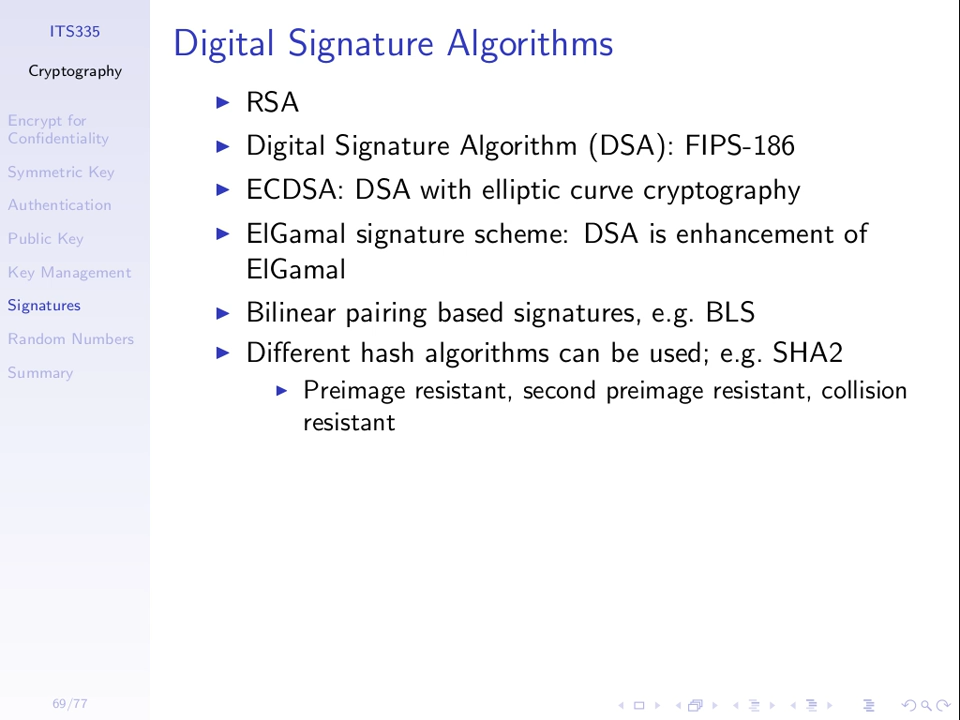 ITS335
Cryptography
Encrypt for
Confidentiality
Symmetric Key
Authentication
Public Key
Key Management
Signatures
Random Numbers
Summary
69/77
Digital Signature Algorithms
RSA
Digital Signature Algorithm (DSA): FIPS-186
ECDSA: DSA with elliptic curve cryptography
ElGamal signature scheme: DSA is enhancement of
ElGamal
Bilinear pairing based signatures, e.g. BLS
Different hash algorithms can be used; e.g. SHA2
Preimage resistant, second preimage resistant, collision
resistant